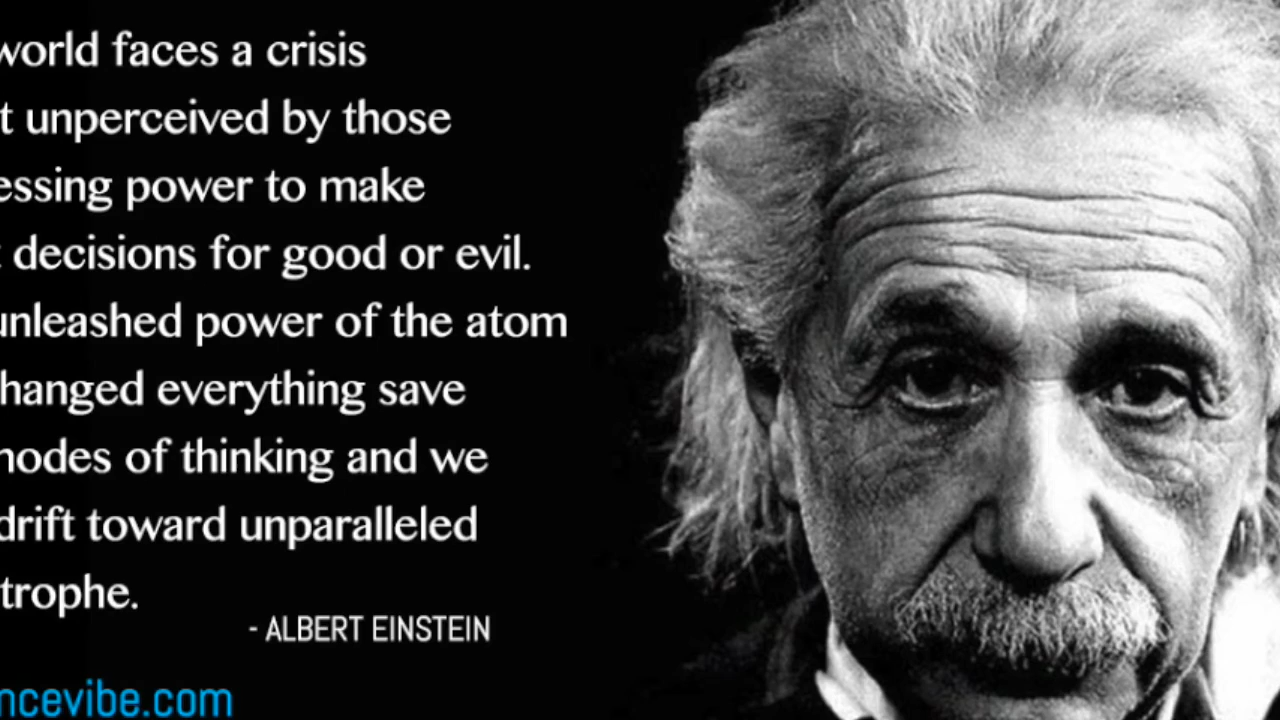 world faces a crisis
t unperceived by those
essing power to make
t decisions for good or evil.
unleashed power of the atom
hanged everything save
nodes of thinking and we
drift toward unparalleled
trophe.
- ALBERT EINSTEIN
ncevibe.com